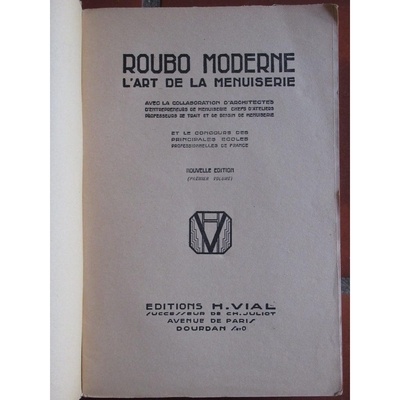 ROUBO MODERNE
L'ART DE LA MENUISERIE
AVEC LA COLLABORATION D'ARCHITECTES
D'ENTREPRENEURS DE MENUISERIE CHEFS D'ATELIERS
PROFESSEURS DE TRAIT ET DE DESSIN DE MENUISERIE
ET LE CONCOURS DES
PRINCIPALES ECOLES
PROFESSIONNELLES DE FRANCE
NOUVELLE EDITION
(PREMIER VOLUME)
EDITIONS H. VIAL
SUCCESSEUR DE CH. JULIOT
AVENUE DE PARIS
DOURDAN S-&-O